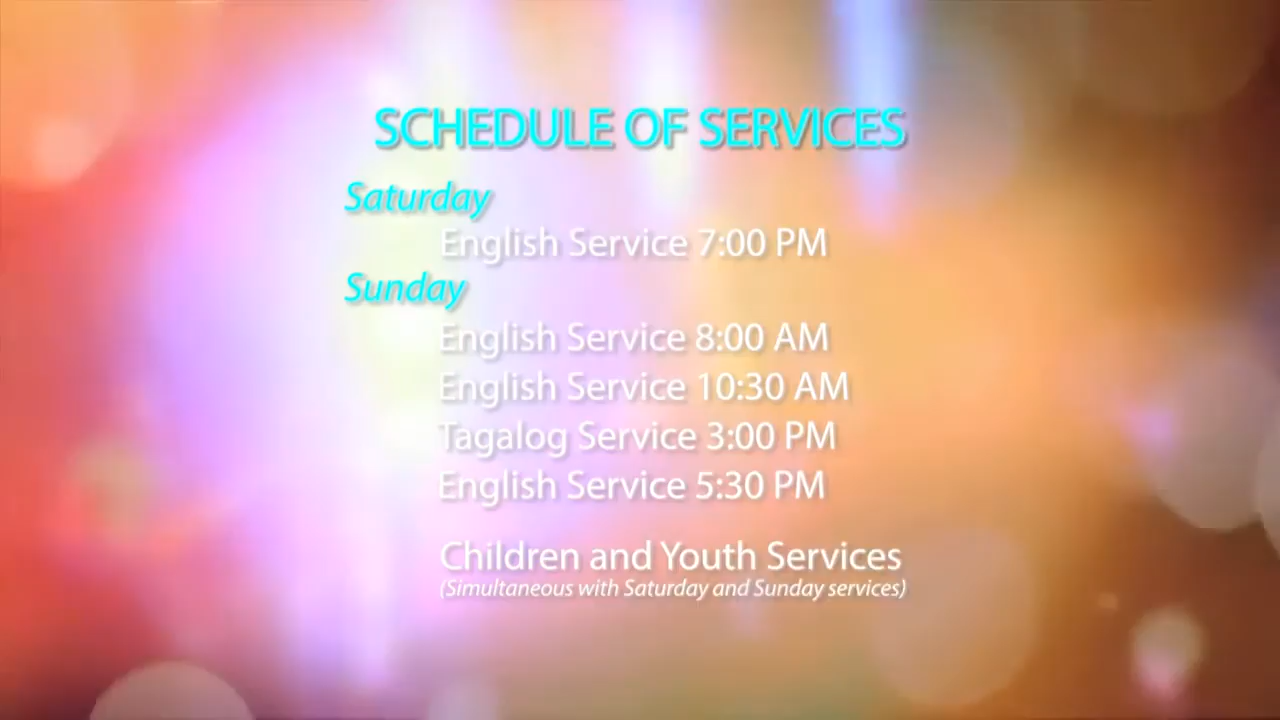 SCHEDULE OF SERVICES
Saturday
English Service 7:00 PM
Sunday
English Service 8:00 AM
English Service 10:30 AM
Tagalog Service 3:00 PM
English Service 5:30 PM
Children and Youth Services
(Simultaneous with Saturday and Sunday services)